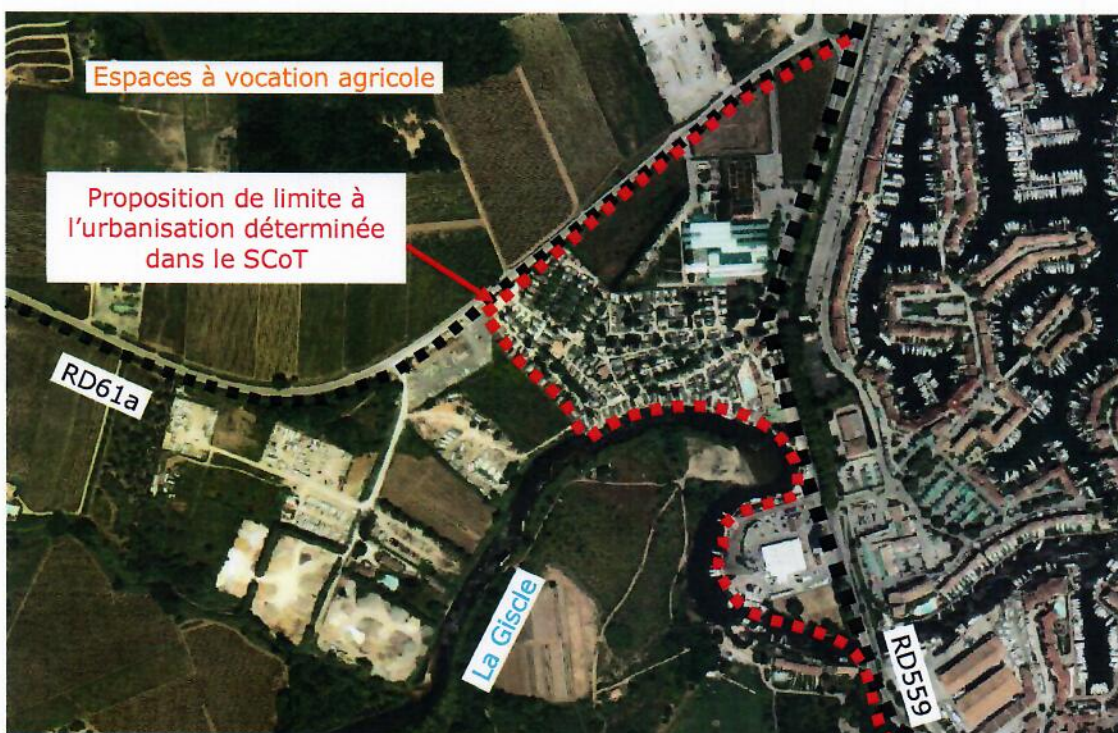 Espaces à vocation agricole
Proposition de limite à
l'urbanisation déterminée
dans le SCoT
RD61a
La Giscle
RD559